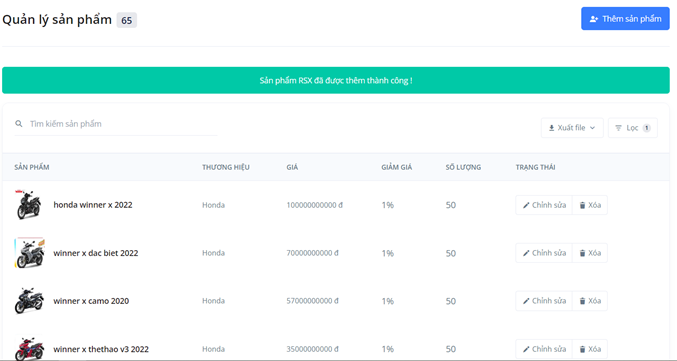 Quản lý sản phẩm 65
Thêm sản phẩm
Sản phẩm RSX đã được thêm thành công !
Tìm kiếm sản phẩm
Xuất file
Lọc 1
SẢN PHẨM THƯƠNG HIỆU GIÁ GIẢM GIÁ SỐ LƯỢNG TRẠNG THÁI
honda winner x 2022 Honda 100000000000 đ 1% 50 Chỉnh sửa Xóa
winner x dac biet 2022 Honda 70000000000 đ 1% 50 Chỉnh sửa Xóa
winner x camo 2020 Honda 57000000000 đ 1% 50 Chỉnh sửa Xóa
winner x thethao v3 2022 Honda 35000000000 đ 1% 50 Chỉnh sửa Xóa